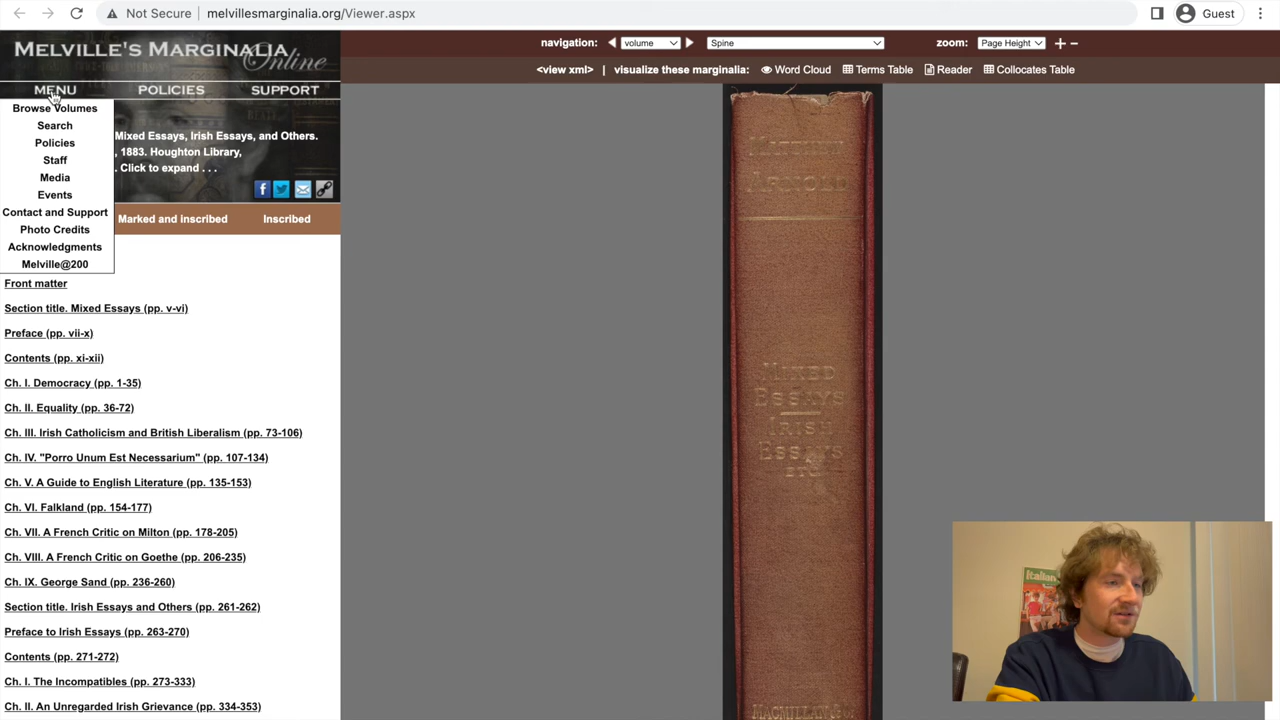 Not Secure
melvillesmarginalia.org/Viewer.aspx
Guest
MELVILLE'S MARGINALIA
Online
MENU
POLICIES
SUPPORT
Browse Volumes
Search
Policies
Staff
Media
Events
Contact and Support
Photo Credits
Acknowledgments
Melville@200
Mixed Essays, Irish Essays, and Others.
, 1883. Houghton Library,
. Click to expand . . .
Marked and inscribed
Inscribed
Front matter
Section title. Mixed Essays (pp. v-vi)
Preface (pp. vii-x)
Contents (pp. xi-xii)
Ch. I. Democracy (pp. 1-35)
Ch. II. Equality (pp. 36-72)
Ch. III. Irish Catholicism and British Liberalism (pp. 73-106)
Ch. IV. "Porro Unum Est Necessarium" (pp. 107-134)
Ch. V. A Guide to English Literature (pp. 135-153)
Ch. VI. Falkland (pp. 154-177)
Ch. VII. A French Critic on Milton (pp. 178-205)
Ch. VIII. A French Critic on Goethe (pp. 206-235)
Ch. IX. George Sand (pp. 236-260)
Section title. Irish Essays and Others (pp. 261-262)
Preface to Irish Essays (pp. 263-270)
Contents (pp. 271-272)
Ch. I. The Incompatibles (pp. 273-333)
Ch. II. An Unregarded Irish Grievance (pp. 334-353)
navigation:
volume
Spine
zoom:
Page Height
<view xml>
|
visualize these marginalia:
Word Cloud
Terms Table
Reader
Collocates Table
MATTHEW
ARNOLD
MIXED
ESSAYS
IRISH
ESSAYS
ETC
MACMILLAN & Co
italian